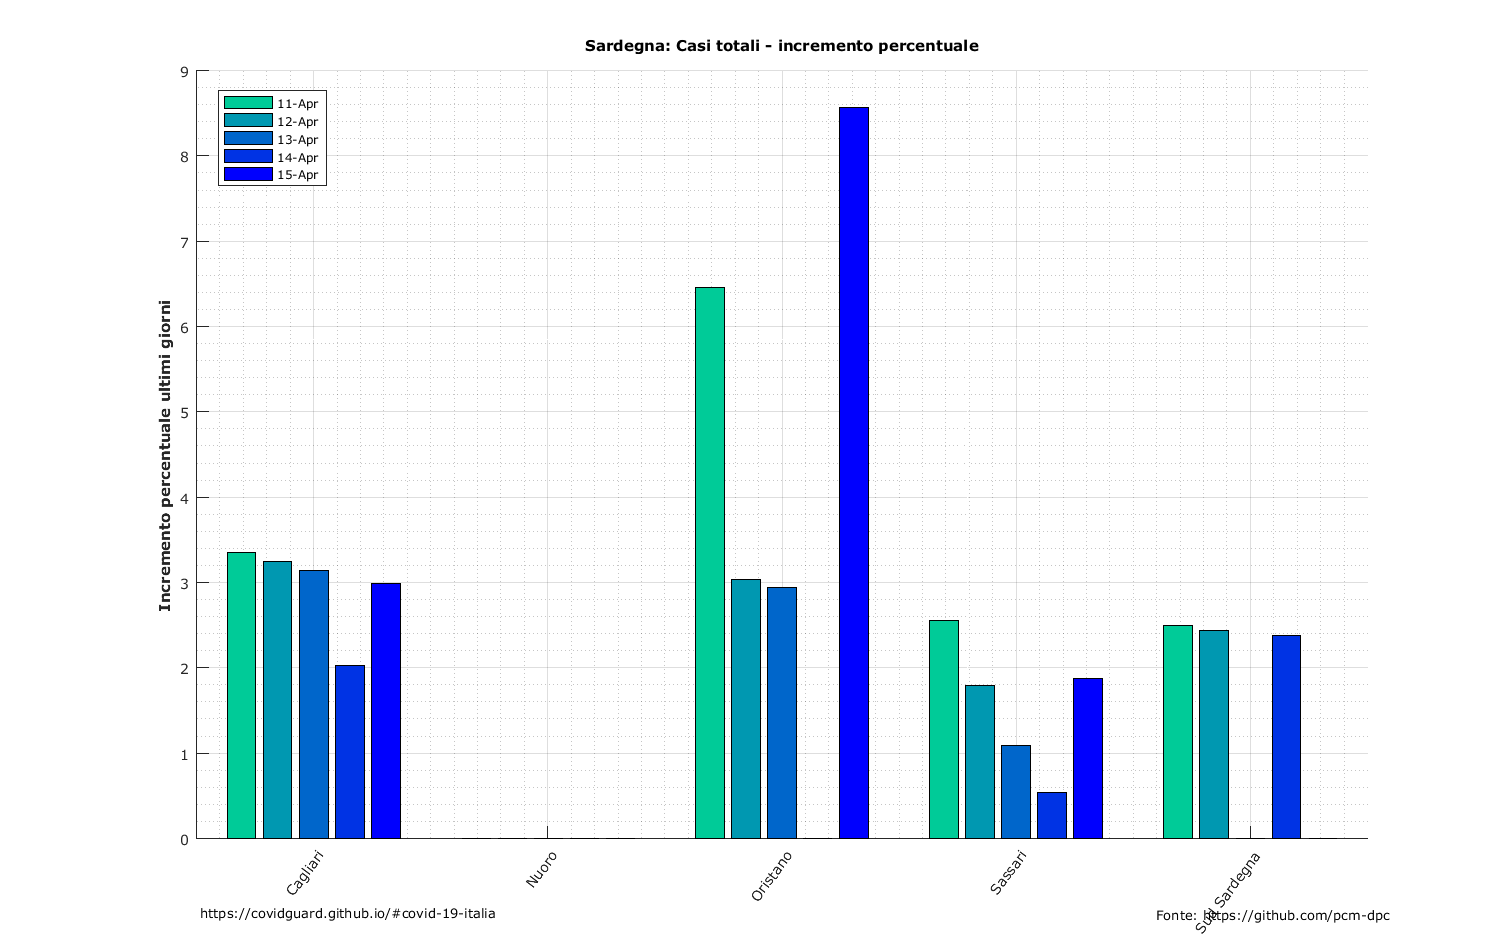 Sardegna: Casi totali - incremento percentuale
9
8
7
6
5
4
3
2
1
0
Incremento percentuale ultimi giorni
11-Apr
12-Apr
13-Apr
14-Apr
15-Apr
Cagliari
Nuoro
Oristano
Sassari
Sud Sardegna
https://covidguard.github.io/#covid-19-italia
Fonte: https://github.com/pcm-dpc